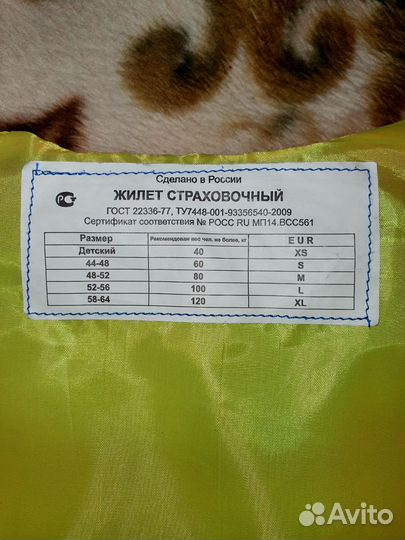 Сделано в России
ЖИЛЕТ СТРАХОВОЧНЫЙ
ГОСТ 22336-77, ТУ7448-001-93356540-2009
Сертификат соответствия № РОСС RU МП14.ВСС561
Размер Рекомендован вес чел. не более, кг EUR
Детский 40 XS
44-48 60 S
48-52 80 M
52-56 100 L
58-64 120 XL
Avito